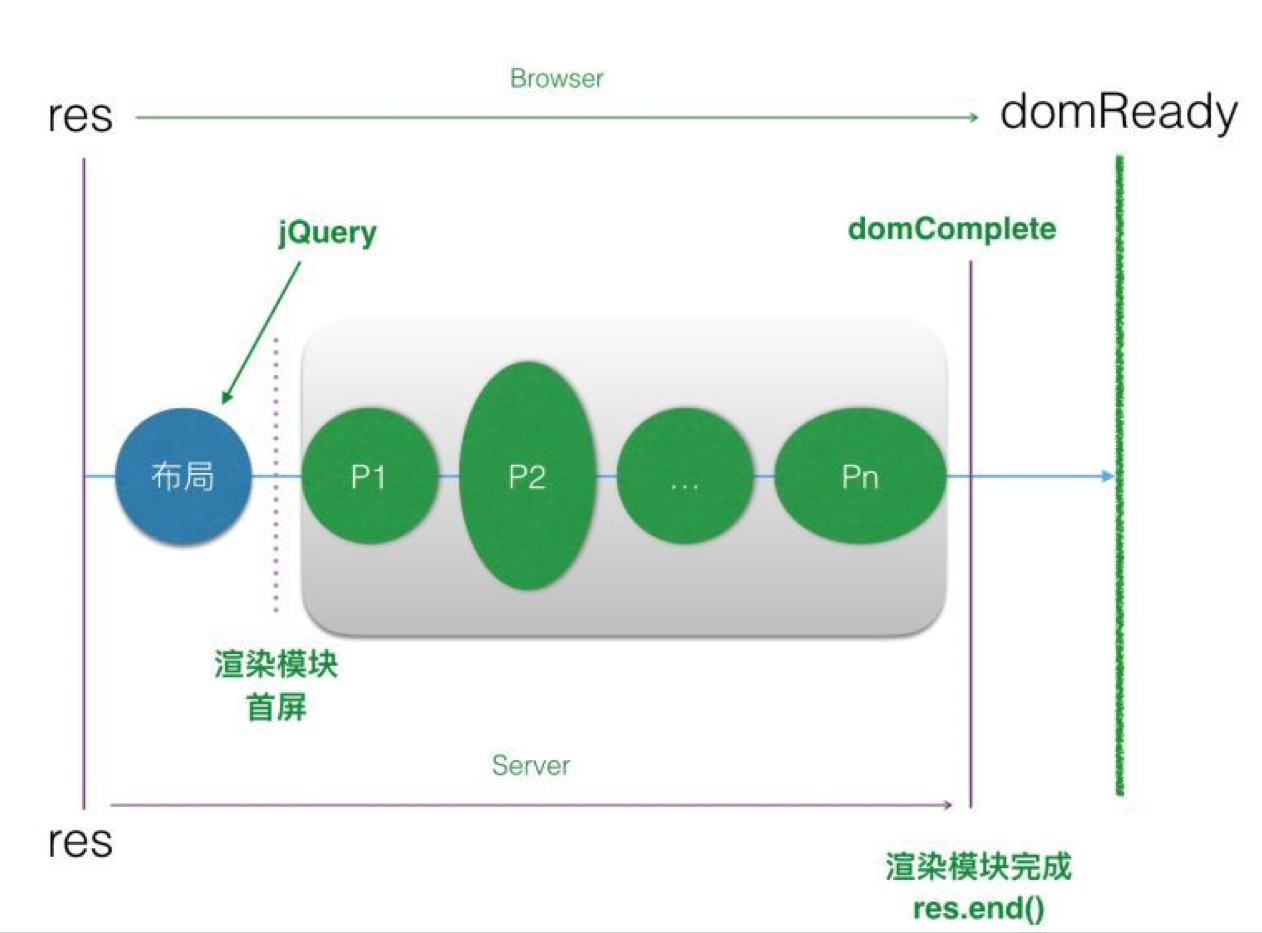 Browser
res
domReady
jQuery
domComplete
布局
P1
P2
...
Pn
渲染模块
首屏
Server
res
渲染模块完成
res.end()